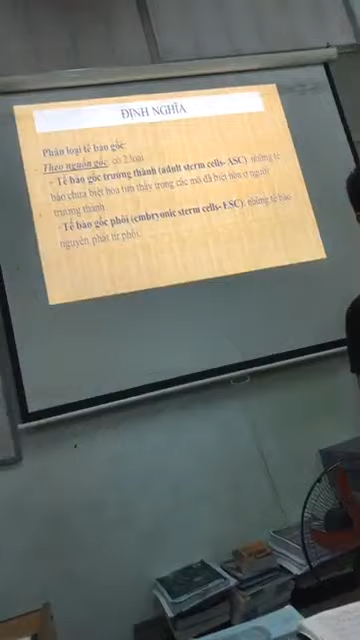 ĐỊNH NGHĨA
Phân loại tế bào gốc:
Theo nguồn gốc: có 2 loại
- Tế bào gốc trưởng thành (adult sterm cells- ASC): những tế
bào chưa biệt hóa tìm thấy trong các mô đã biệt hóa ở người
trưởng thành.
- Tế bào gốc phôi (embryonic sterm cells- ESC): những tế bào
nguyên phát từ phôi.